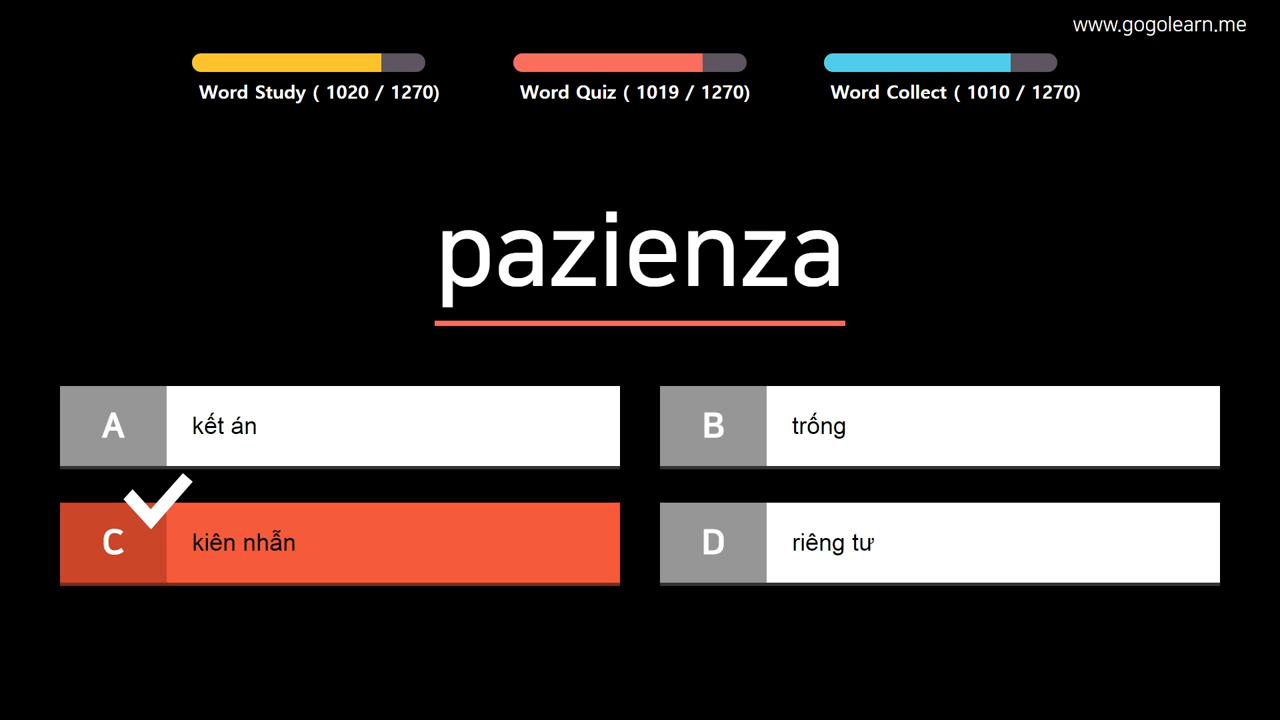 www.gogolearn.me
Word Study ( 1020 / 1270)
Word Quiz ( 1019 / 1270)
Word Collect ( 1010 / 1270)
pazienza
A kết án
B trống
C kiên nhẫn
D riêng tư